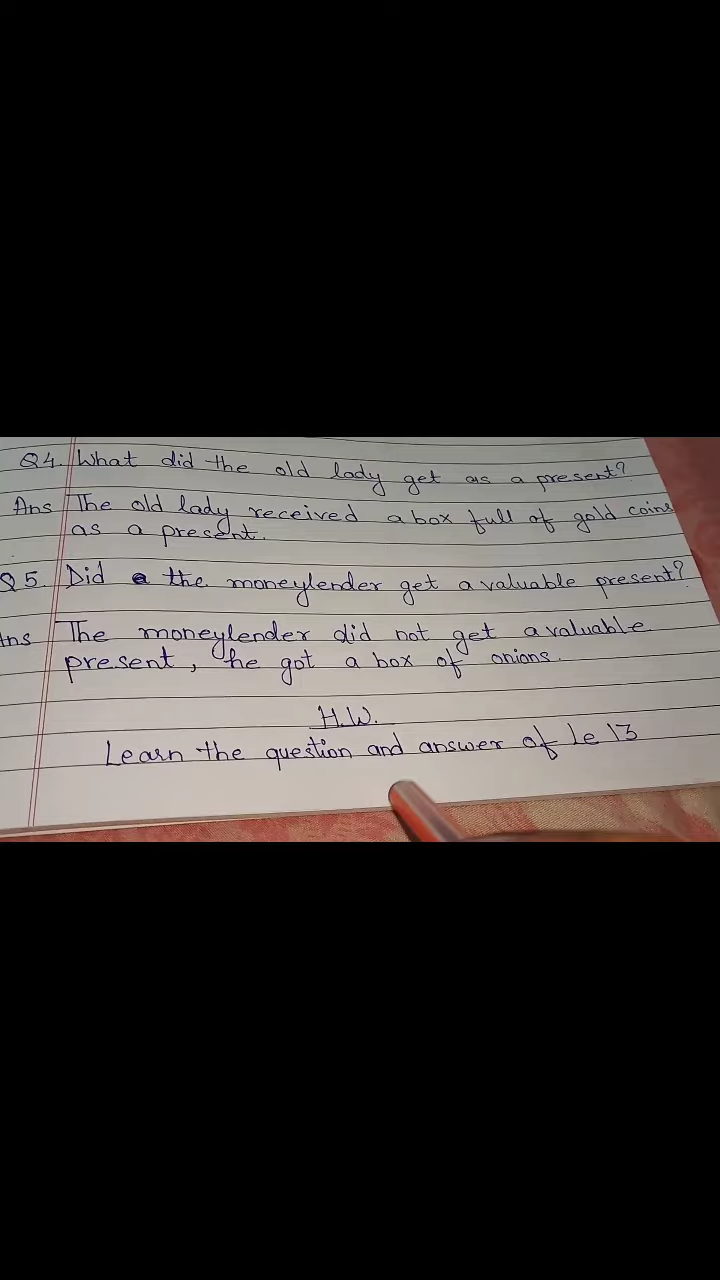 Q4. What did the old lady get as a present?
Ans The old lady received a box full of gold coins
as a present.
Q5. Did the moneylender get a valuable present?
Ans The moneylender did not get a valuable
present, he got a box of onions.
H.W.
Learn the question and answer of Le 13